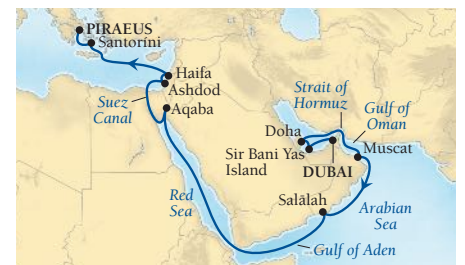 PIRAEUS
Santorini
Haifa
Ashdod
Suez
Canal
Aqaba
Strait of
Hormuz
Gulf of
Oman
Doha
Muscat
Sir Bani Yas
Island
DUBAI
Red
Sea
Salālah
Arabian
Sea
Gulf of Aden